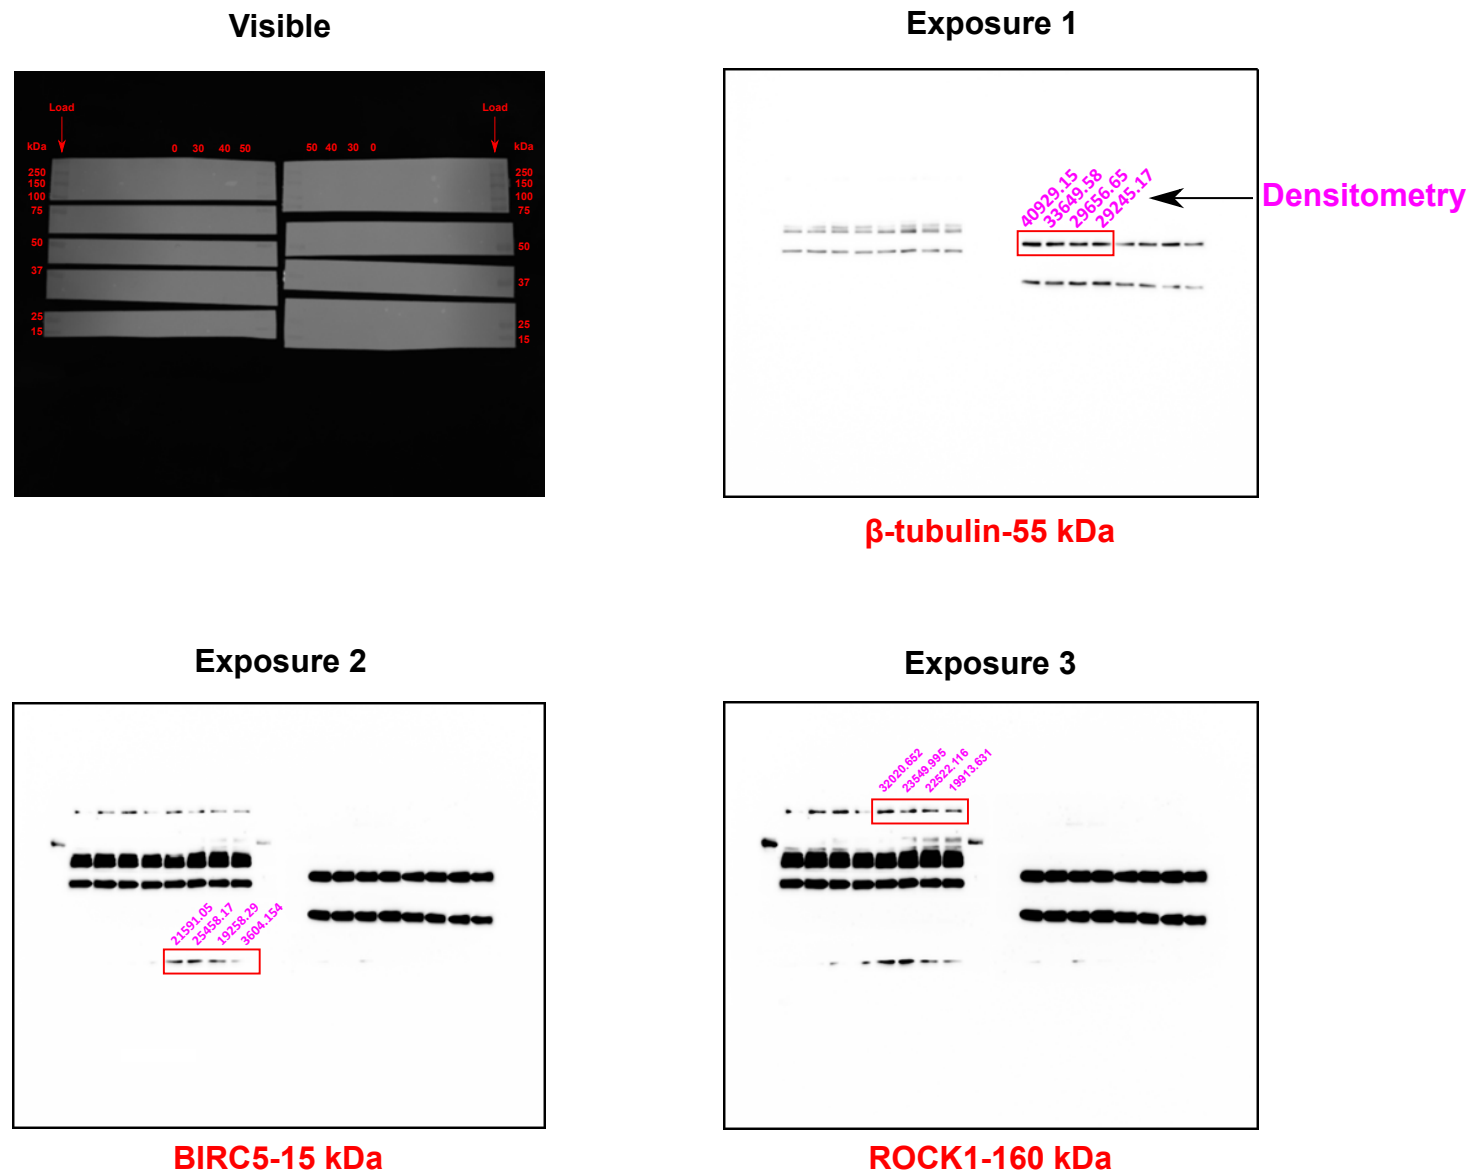 Visible
Load
Load
kDa
0 30 40 50
50 40 30 0
kDa
250
150
100
75
50
37
25
15
250
150
100
75
50
37
25
15
Exposure 1
40929.15
33649.58
29656.65
29245.17
Densitometry
β-tubulin-55 kDa
Exposure 2
21591.05
25458.17
19258.29
3604.154
BIRC5-15 kDa
Exposure 3
32020.652
23549.995
22522.116
19913.631
ROCK1-160 kDa